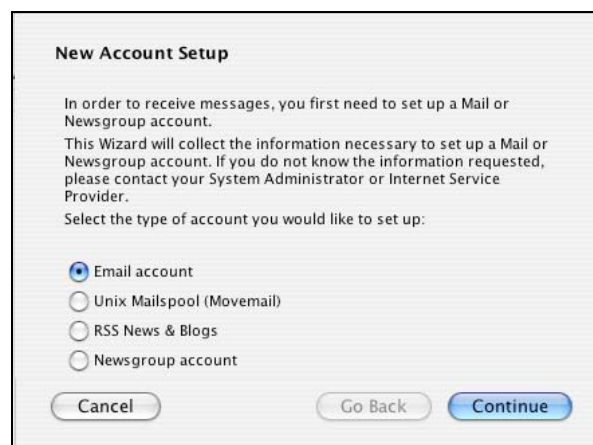 New Account Setup
In order to receive messages, you first need to set up a Mail or
Newsgroup account.
This Wizard will collect the information necessary to set up a Mail or
Newsgroup account. If you do not know the information requested,
please contact your System Administrator or Internet Service
Provider.
Select the type of account you would like to set up:
Email account
Unix Mailspool (Movemail)
RSS News & Blogs
Newsgroup account
Cancel Go Back Continue